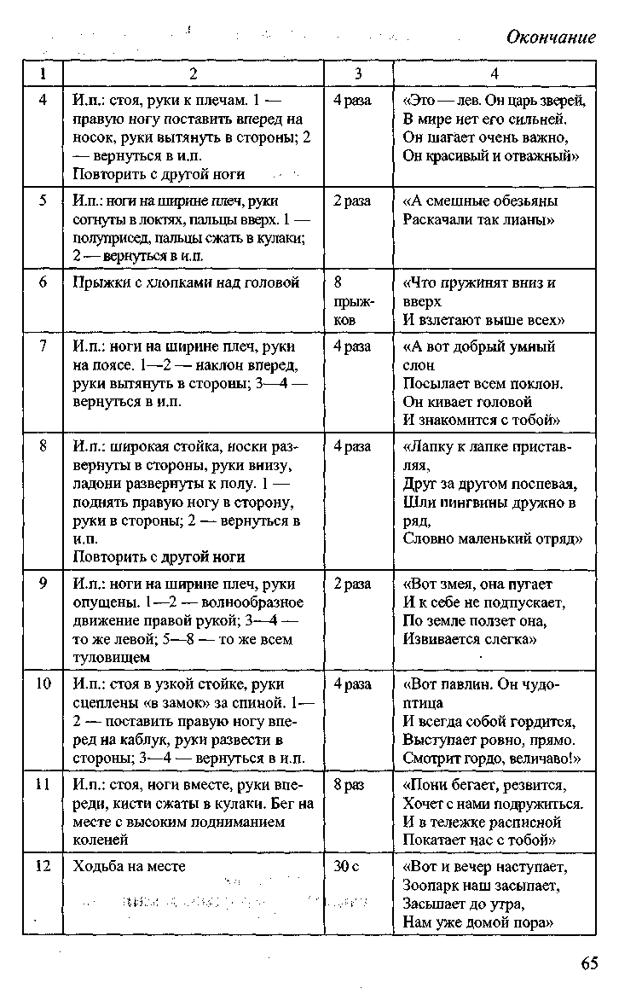 Окончание
1 2 3 4
4 И.п.: стоя, руки к плечам. 1 — 4 раза «Это — лев. Он царь зверей,
правую ногу поставить вперед на В мире нет его сильней.
носок, руки вытянуть в стороны; 2 Он шагает очень важно,
— вернуться в и.п. Он красивый и отважный»
Повторить с другой ноги
5 И.п.: ноги на ширине плеч, руки 2 раза «А смешные обезьяны
согнуты в локтях, пальцы вверх. 1 — Раскачали так лианы»
полуприсед, пальцы сжать в кулаки;
2 — вернуться в и.п.
6 Прыжки с хлопками над головой 8 «Что пружинят вниз и
прыж- вверх
ков И взлетают выше всех»
7 И.п.: ноги на ширине плеч, руки 4 раза «А вот добрый умный
на поясе. 1—2 — наклон вперед, слон
руки вытянуть в стороны; 3—4 — Посылает всем поклон.
вернуться в и.п. Он кивает головой
И знакомится с тобой»
8 И.п.: широкая стойка, носки раз- 4 раза «Лапку к лапке пристав-
вернуты в стороны, руки внизу, ляя,
ладони развернуты к полу. 1 — Друг за другом поспевая,
поднять правую ногу в сторону, Шли пингвины дружно в
руки в стороны; 2 — вернуться в ряд,
и.п. Словно маленький отряд»
Повторить с другой ноги
9 И.п.: ноги на ширине плеч, руки 2 раза «Вот змея, она пугает
опущены. 1—2 — волнообразное И к себе не подпускает,
движение правой рукой; 3—4 — По земле ползет она,
то же левой; 5—8 — то же всем Извивается слегка»
туловищем
10 И.п.: стоя в узкой стойке, руки 4 раза «Вот павлин. Он чудо-
сцеплены «в замок» за спиной. 1— птица
2 — поставить правую ногу впе- И всегда собой гордится,
ред на каблук, руки развести в Выступает ровно, прямо.
стороны; 3—4 — вернуться в и.п. Смотрит гордо, величаво!»
11 И.п.: стоя, ноги вместе, руки впе- 8 раз «Пони бегает, резвится,
реди, кисти сжаты в кулаки. Бег на Хочет с нами подружиться.
месте с высоким подниманием И в тележке расписной
коленей Покатает нас с тобой»
12 Ходьба на месте 30 с «Вот и вечер наступает,
Зоопарк наш засыпает,
Засыпает до утра,
Нам уже домой пора»
65